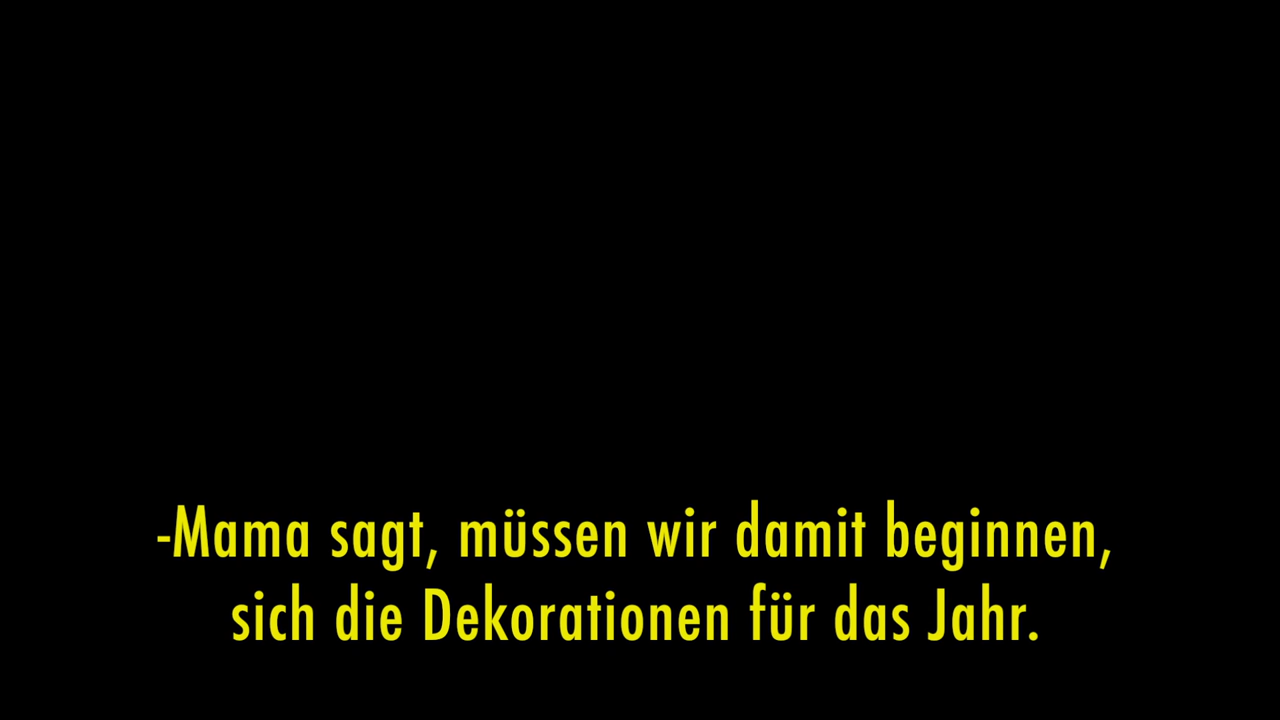 -Mama sagt, müssen wir damit beginnen,
sich die Dekorationen für das Jahr.